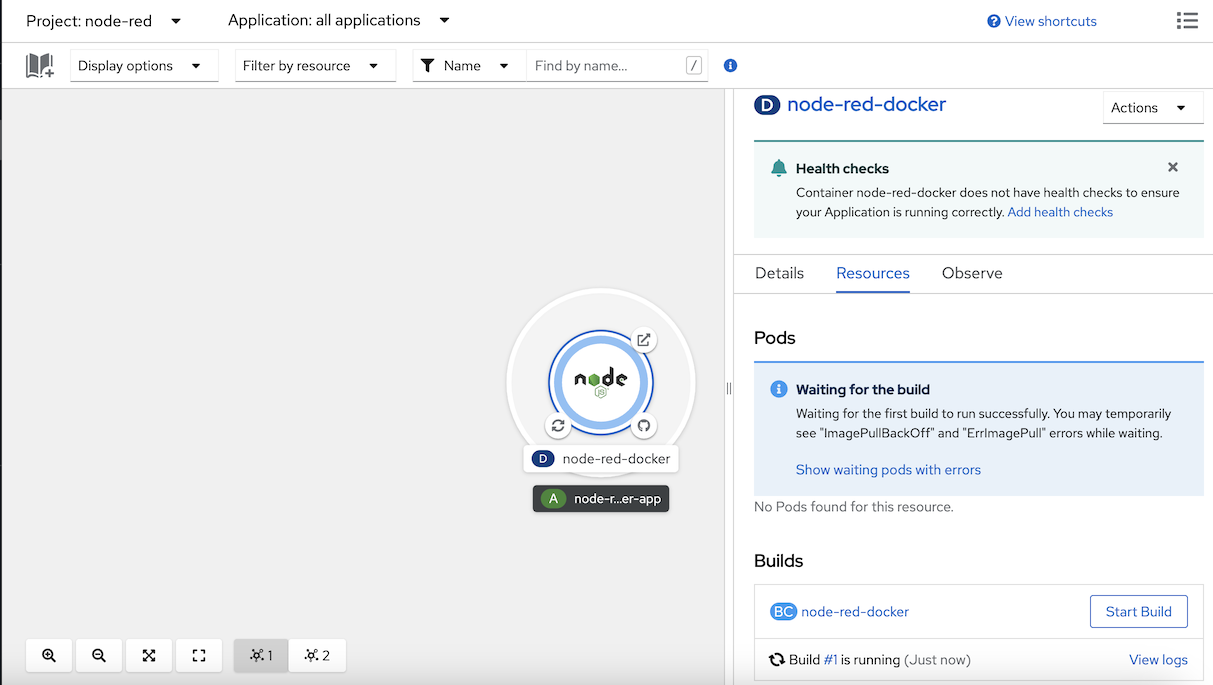 Project: node-red
Application: all applications
View shortcuts
Display options
Filter by resource
Name
Find by name...
/
D node-red-docker
Actions
Health checks
Container node-red-docker does not have health checks to ensure
your Application is running correctly. Add health checks
Details
Resources
Observe
Pods
Waiting for the build
Waiting for the first build to run successfully. You may temporarily
see "ImagePullBackOff" and "ErrImagePull" errors while waiting.
Show waiting pods with errors
No Pods found for this resource.
Builds
BC node-red-docker
Start Build
Build #1 is running (Just now)
View logs
node
JS
D node-red-docker
A node-r...er-app
1
2